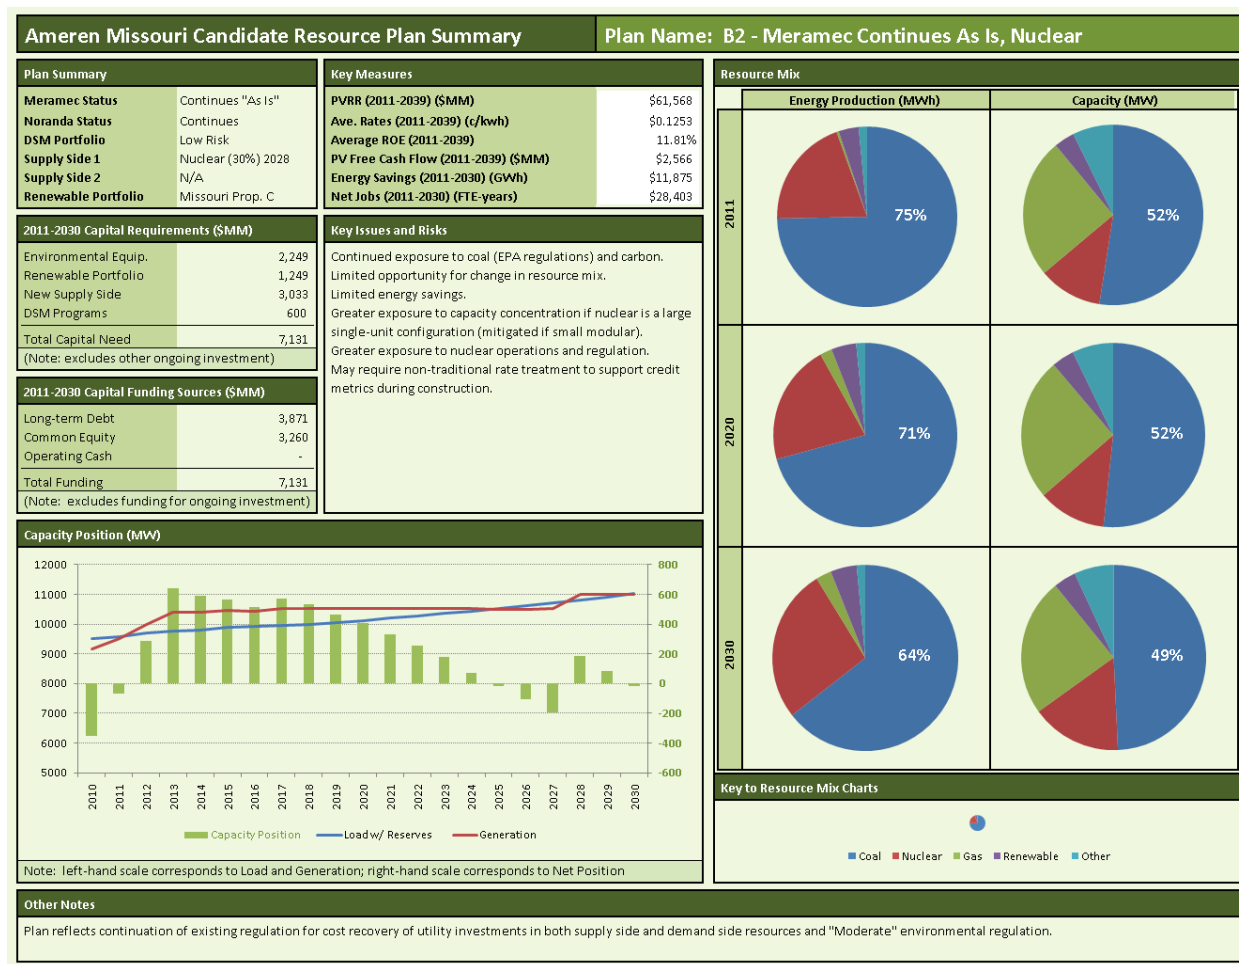 Ameren Missouri Candidate Resource Plan Summary
Plan Name: B2 - Meramec Continues As Is, Nuclear
Plan Summary
Meramec Status Continues "As Is"
Noranda Status Continues
DSM Portfolio Low Risk
Supply Side 1 Nuclear (30%) 2028
Supply Side 2 N/A
Renewable Portfolio Missouri Prop. C
Key Measures
PVRR (2011-2039) ($MM) $61,568
Ave. Rates (2011-2039) (c/kwh) $0.1253
Average ROE (2011-2039) 11.81%
PV Free Cash Flow (2011-2039) ($MM) $2,566
Energy Savings (2011-2030) (GWh) $11,875
Net Jobs (2011-2030) (FTE-years) $28,403
2011-2030 Capital Requirements ($MM)
Environmental Equip. 2,249
Renewable Portfolio 1,249
New Supply Side 3,033
DSM Programs 600
Total Capital Need 7,131
(Note: excludes other ongoing investment)
Key Issues and Risks
Continued exposure to coal (EPA regulations) and carbon.
Limited opportunity for change in resource mix.
Limited energy savings.
Greater exposure to capacity concentration if nuclear is a large
single-unit configuration (mitigated if small modular).
Greater exposure to nuclear operations and regulation.
May require non-traditional rate treatment to support credit
metrics during construction.
2011-2030 Capital Funding Sources ($MM)
Long-term Debt 3,871
Common Equity 3,260
Operating Cash -
Total Funding 7,131
(Note: excludes funding for ongoing investment)
Capacity Position (MW)
12000 800
11000 600
10000 400
9000 200
8000 0
7000 -200
6000 -400
5000 -600
2010 2011 2012 2013 2014 2015 2016 2017 2018 2019 2020 2021 2022 2023 2024 2025 2026 2027 2028 2029 2030
Capacity Position Load w/ Reserves Generation
Note: left-hand scale corresponds to Load and Generation; right-hand scale corresponds to Net Position
Resource Mix
Energy Production (MWh) Capacity (MW)
2011 75% 52%
2020 71% 52%
2030 64% 49%
Key to Resource Mix Charts
Coal Nuclear Gas Renewable Other
Other Notes
Plan reflects continuation of existing regulation for cost recovery of utility investments in both supply side and demand side resources and "Moderate" environmental regulation.